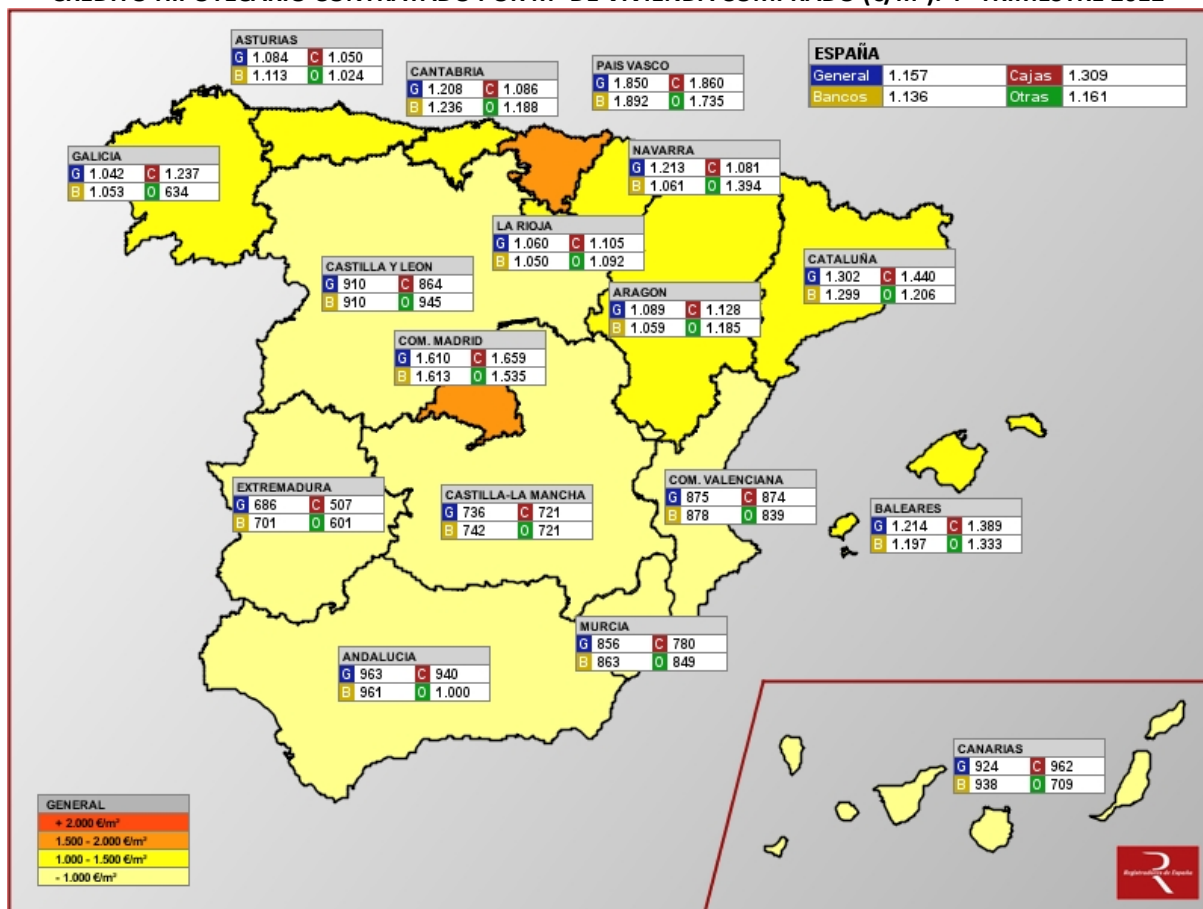 ASTURIAS
G 1.084 C 1.050
B 1.113 O 1.024
CANTABRIA
G 1.208 C 1.086
B 1.236 O 1.188
PAIS VASCO
G 1.850 C 1.860
B 1.892 O 1.735
ESPAÑA
General 1.157 Cajas 1.309
Bancos 1.136 Otras 1.161
GALICIA
G 1.042 C 1.237
B 1.053 O 634
NAVARRA
G 1.213 C 1.081
B 1.061 O 1.394
LA RIOJA
G 1.060 C 1.105
B 1.050 O 1.092
CASTILLA Y LEON
G 910 C 864
B 910 O 945
CATALUÑA
G 1.302 C 1.440
B 1.299 O 1.206
ARAGON
G 1.089 C 1.128
B 1.059 O 1.185
COM. MADRID
G 1.610 C 1.659
B 1.613 O 1.535
EXTREMADURA
G 686 C 507
B 701 O 601
CASTILLA-LA MANCHA
G 736 C 721
B 742 O 721
COM. VALENCIANA
G 875 C 874
B 878 O 839
BALEARES
G 1.214 C 1.389
B 1.197 O 1.333
MURCIA
G 856 C 780
B 863 O 849
ANDALUCIA
G 963 C 940
B 961 O 1.000
CANARIAS
G 924 C 962
B 938 O 709
GENERAL
+ 2.000 €/m²
1.500 - 2.000 €/m²
1.000 - 1.500 €/m²
- 1.000 €/m²
Registradores de España